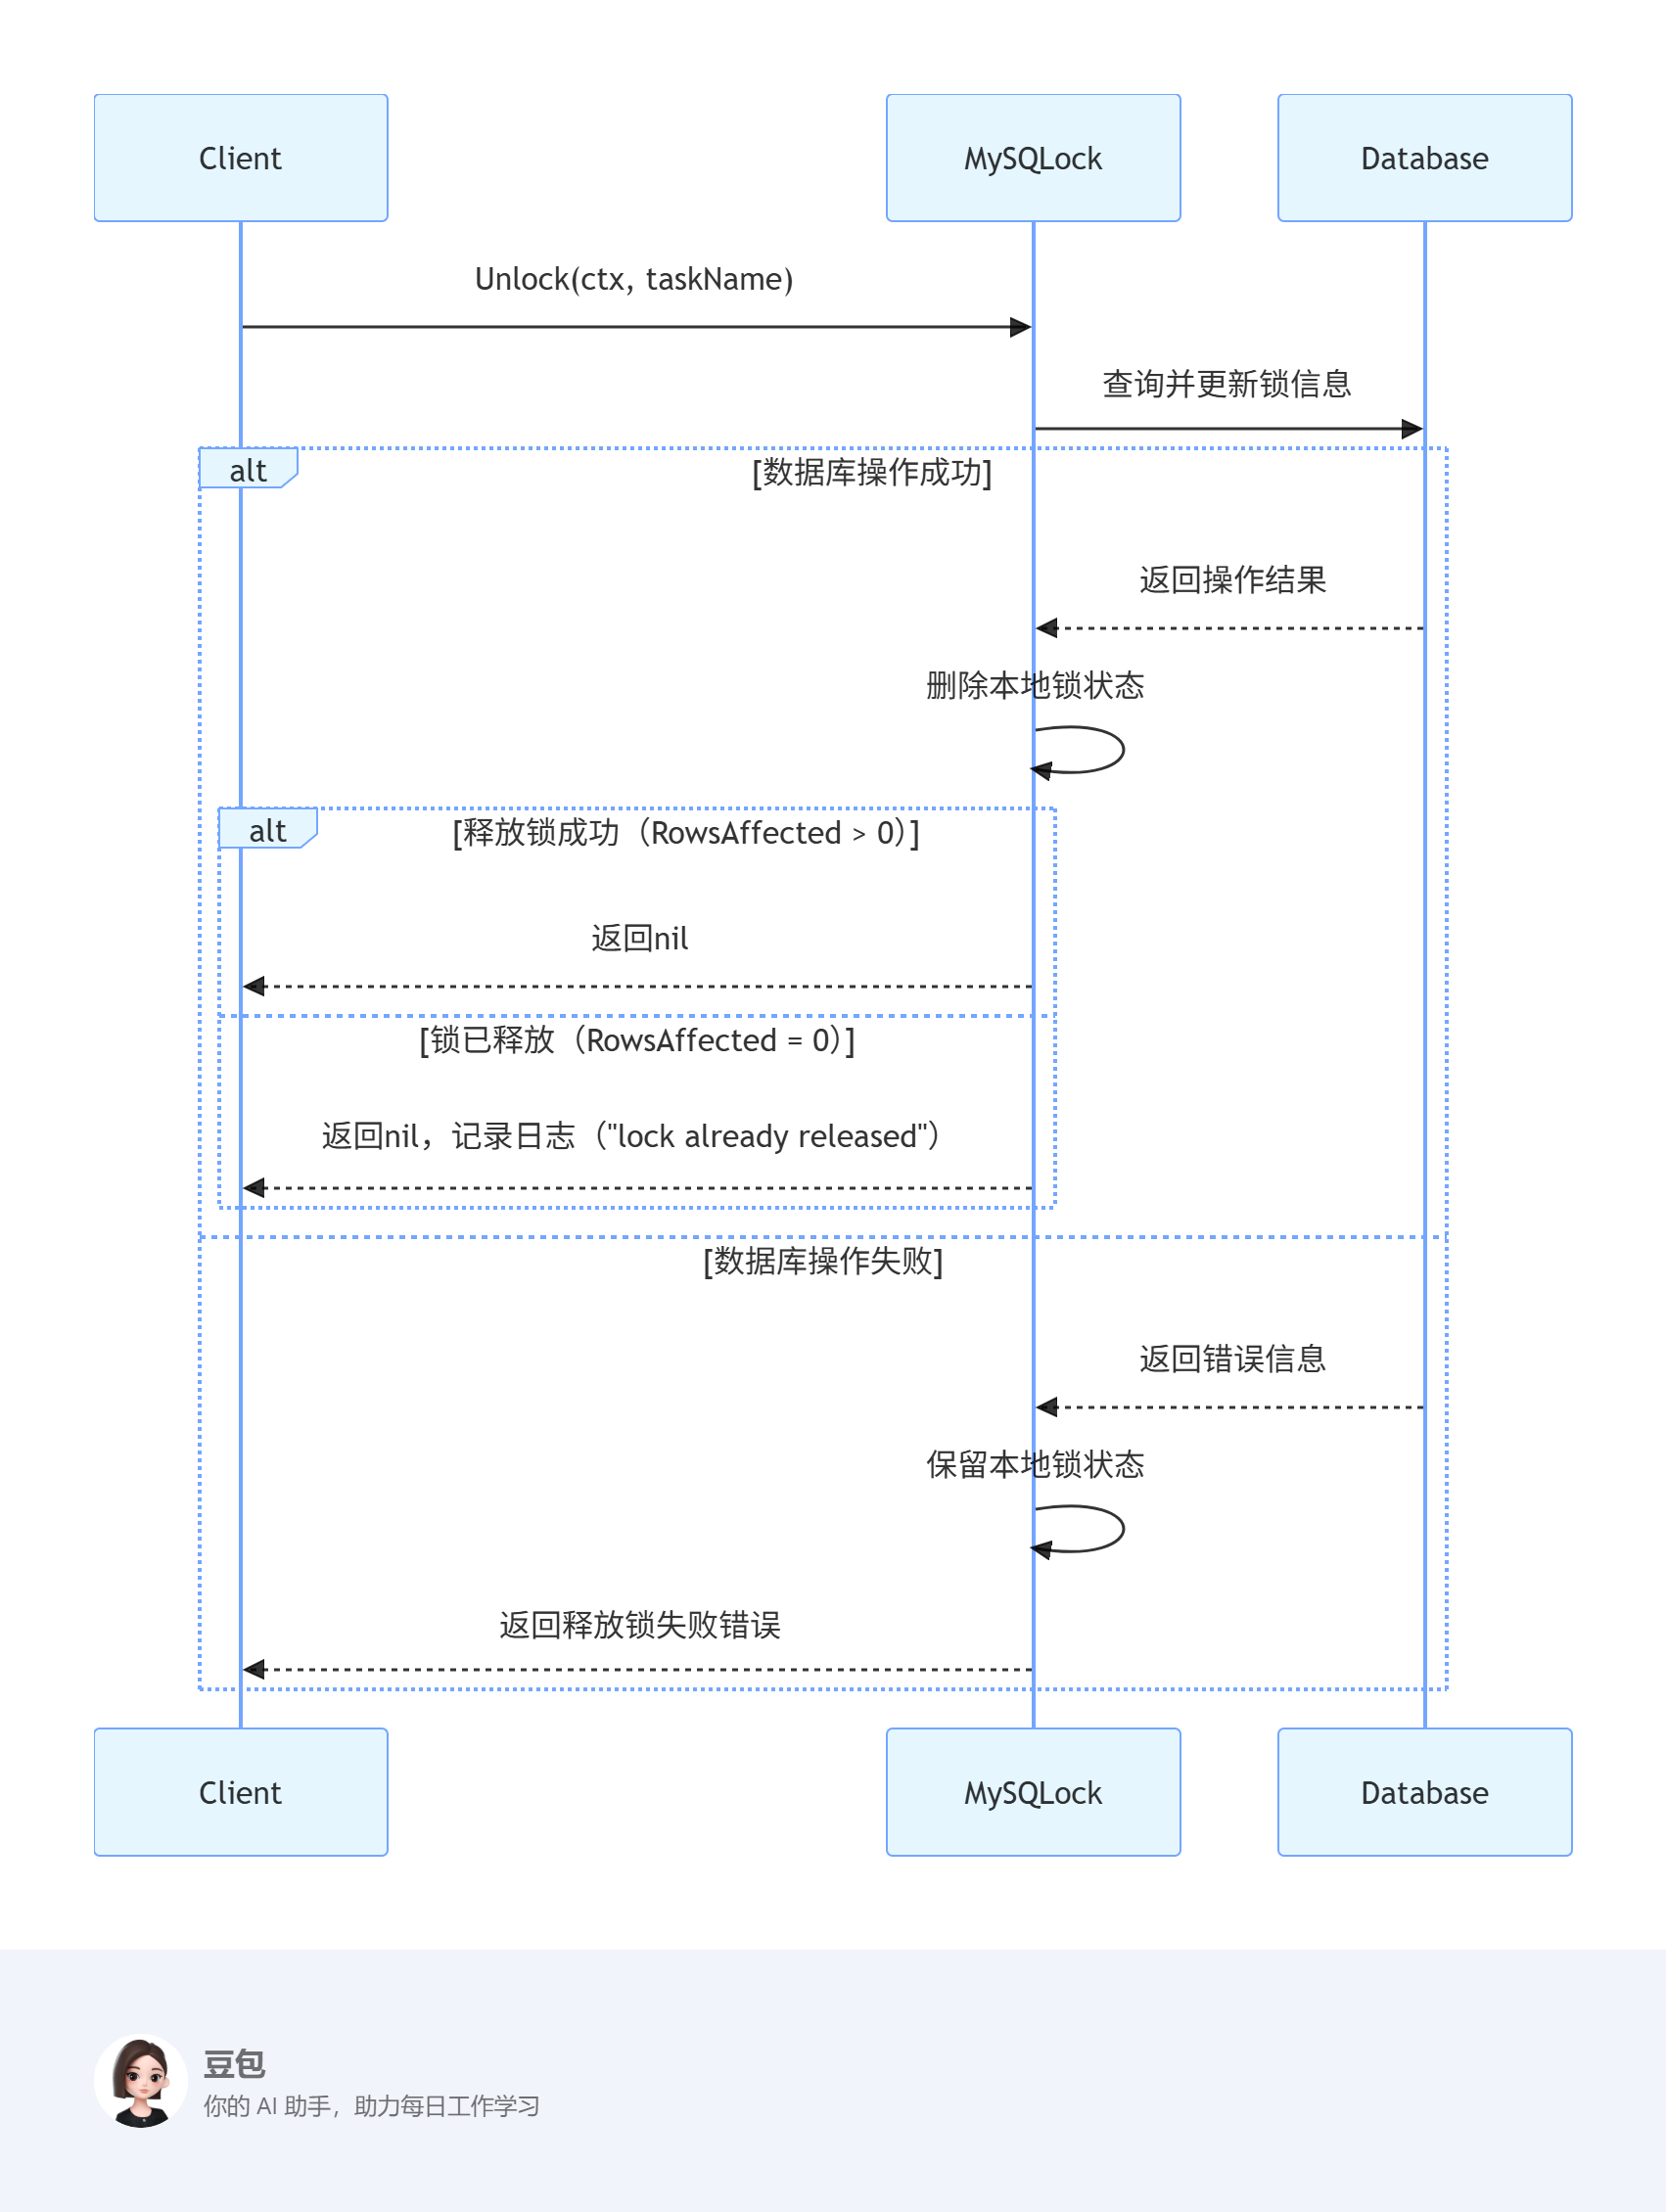 Client
MySQLock
Database
Unlock(ctx, taskName)
查询并更新锁信息
alt
[数据库操作成功]
返回操作结果
删除本地锁状态
alt
[释放锁成功（RowsAffected > 0）]
返回nil
[锁已释放（RowsAffected = 0）]
返回nil，记录日志（"lock already released"）
[数据库操作失败]
返回错误信息
保留本地锁状态
返回释放锁失败错误
Client
MySQLock
Database
豆包
你的 AI 助手，助力每日工作学习